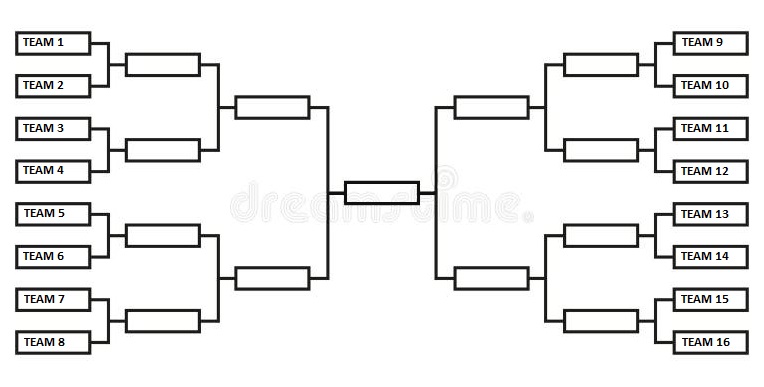 TEAM 1
TEAM 2
TEAM 3
TEAM 4
TEAM 5
TEAM 6
TEAM 7
TEAM 8
TEAM 9
TEAM 10
TEAM 11
TEAM 12
TEAM 13
TEAM 14
TEAM 15
TEAM 16
dreamstime.